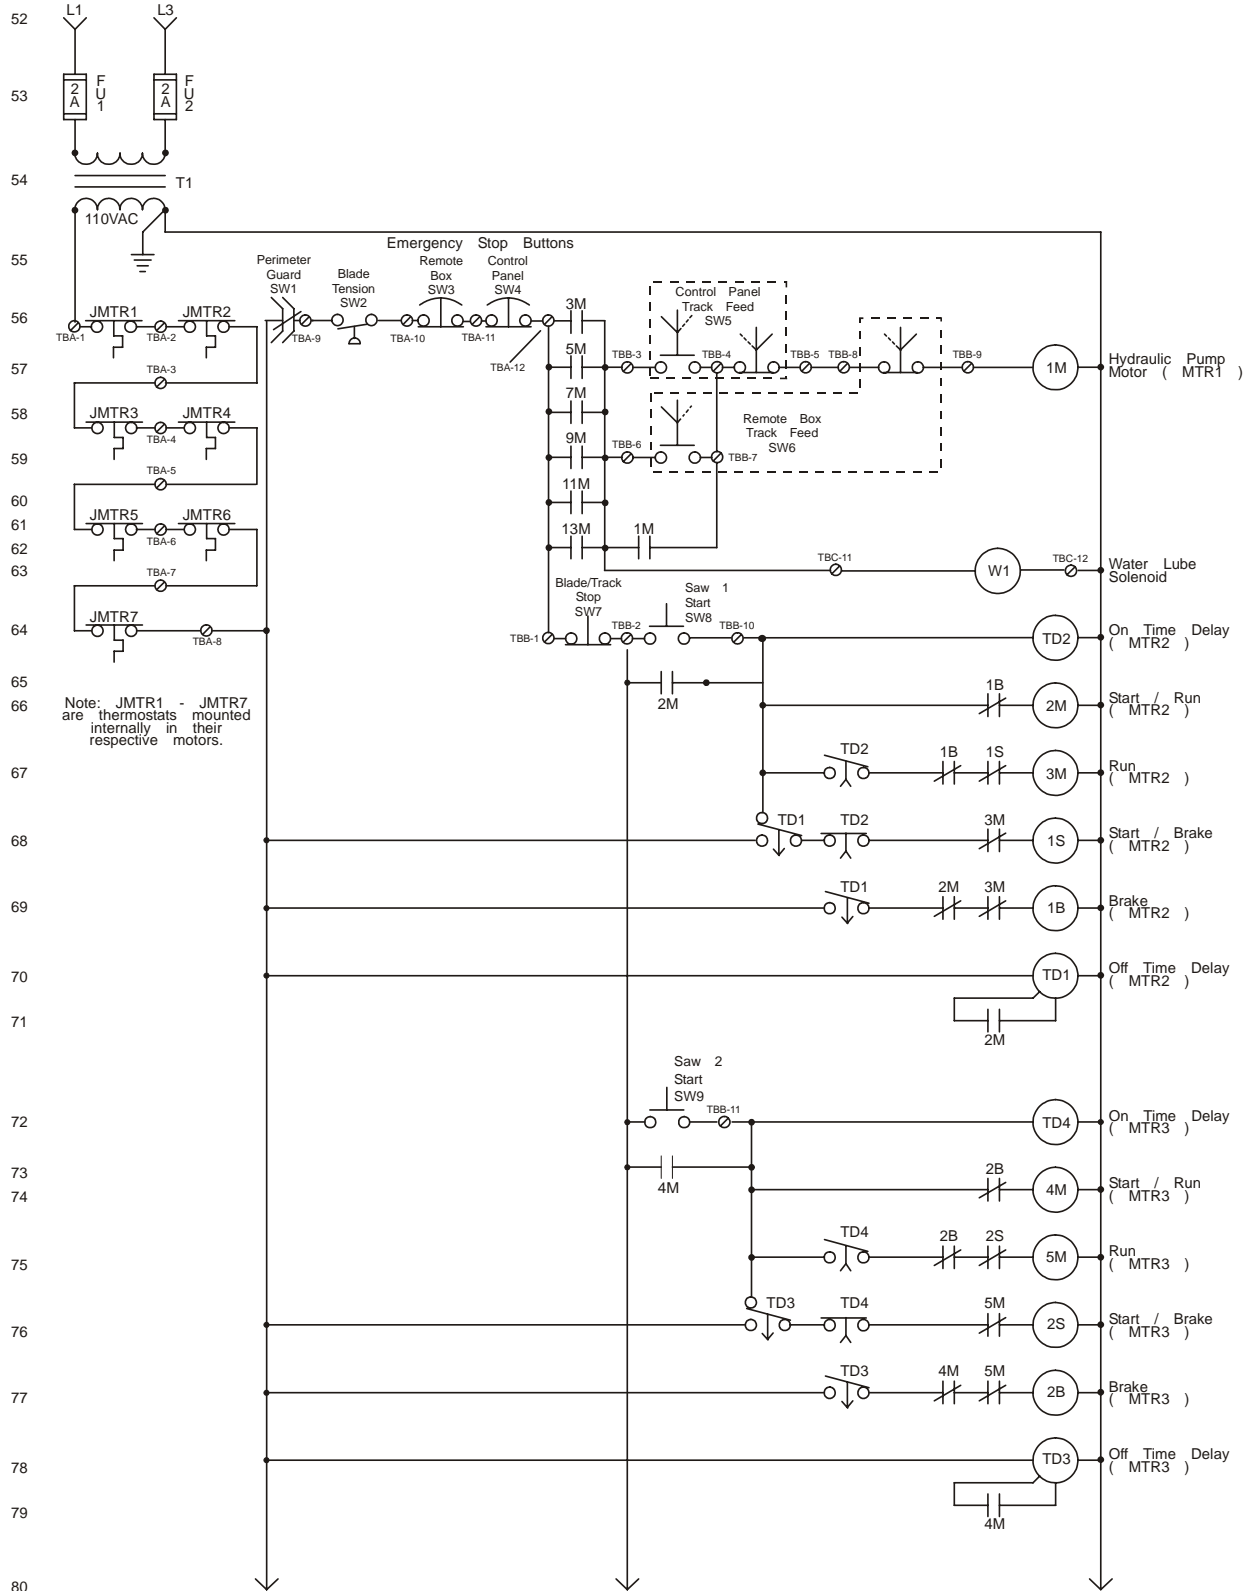 52
L1
L3
53
2
A
F
U
1
2
A
F
U
2
54
T1
110VAC
55
Emergency Stop Buttons
Perimeter
Guard
SW1
Blade
Tension
SW2
Remote
Box
SW3
Control
Panel
SW4
56
JMTR1
JMTR2
TBA-1
TBA-2
TBA-9
TBA-10
TBA-11
TBA-12
3M
Control Panel
Track Feed
SW5
57
TBA-3
5M
TBB-3
TBB-4
TBB-5
TBB-8
TBB-9
1M
Hydraulic Pump
Motor ( MTR1 )
58
JMTR3
JMTR4
TBA-4
7M
Remote Box
Track Feed
SW6
59
TBA-5
9M
TBB-6
TBB-7
60
11M
61
JMTR5
JMTR6
TBA-6
13M
1M
62
63
TBA-7
TBC-11
W1
TBC-12
Water Lube
Solenoid
Blade/Track
Stop
SW7
Saw 1
Start
SW8
64
JMTR7
TBA-8
TBB-1
TBB-2
TBB-10
TD2
On Time Delay
( MTR2 )
65
2M
66
Note: JMTR1 - JMTR7
are thermostats mounted
internally in their
respective motors.
1B
2M
Start / Run
( MTR2 )
67
TD2
1B
1S
3M
Run
( MTR2 )
68
TD1
TD2
3M
1S
Start / Brake
( MTR2 )
69
TD1
2M
3M
1B
Brake
( MTR2 )
70
TD1
Off Time Delay
( MTR2 )
71
2M
Saw 2
Start
SW9
72
TBB-11
TD4
On Time Delay
( MTR3 )
73
4M
74
2B
4M
Start / Run
( MTR3 )
75
TD4
2B
2S
5M
Run
( MTR3 )
76
TD3
TD4
5M
2S
Start / Brake
( MTR3 )
77
TD3
4M
5M
2B
Brake
( MTR3 )
78
TD3
Off Time Delay
( MTR3 )
79
4M
80